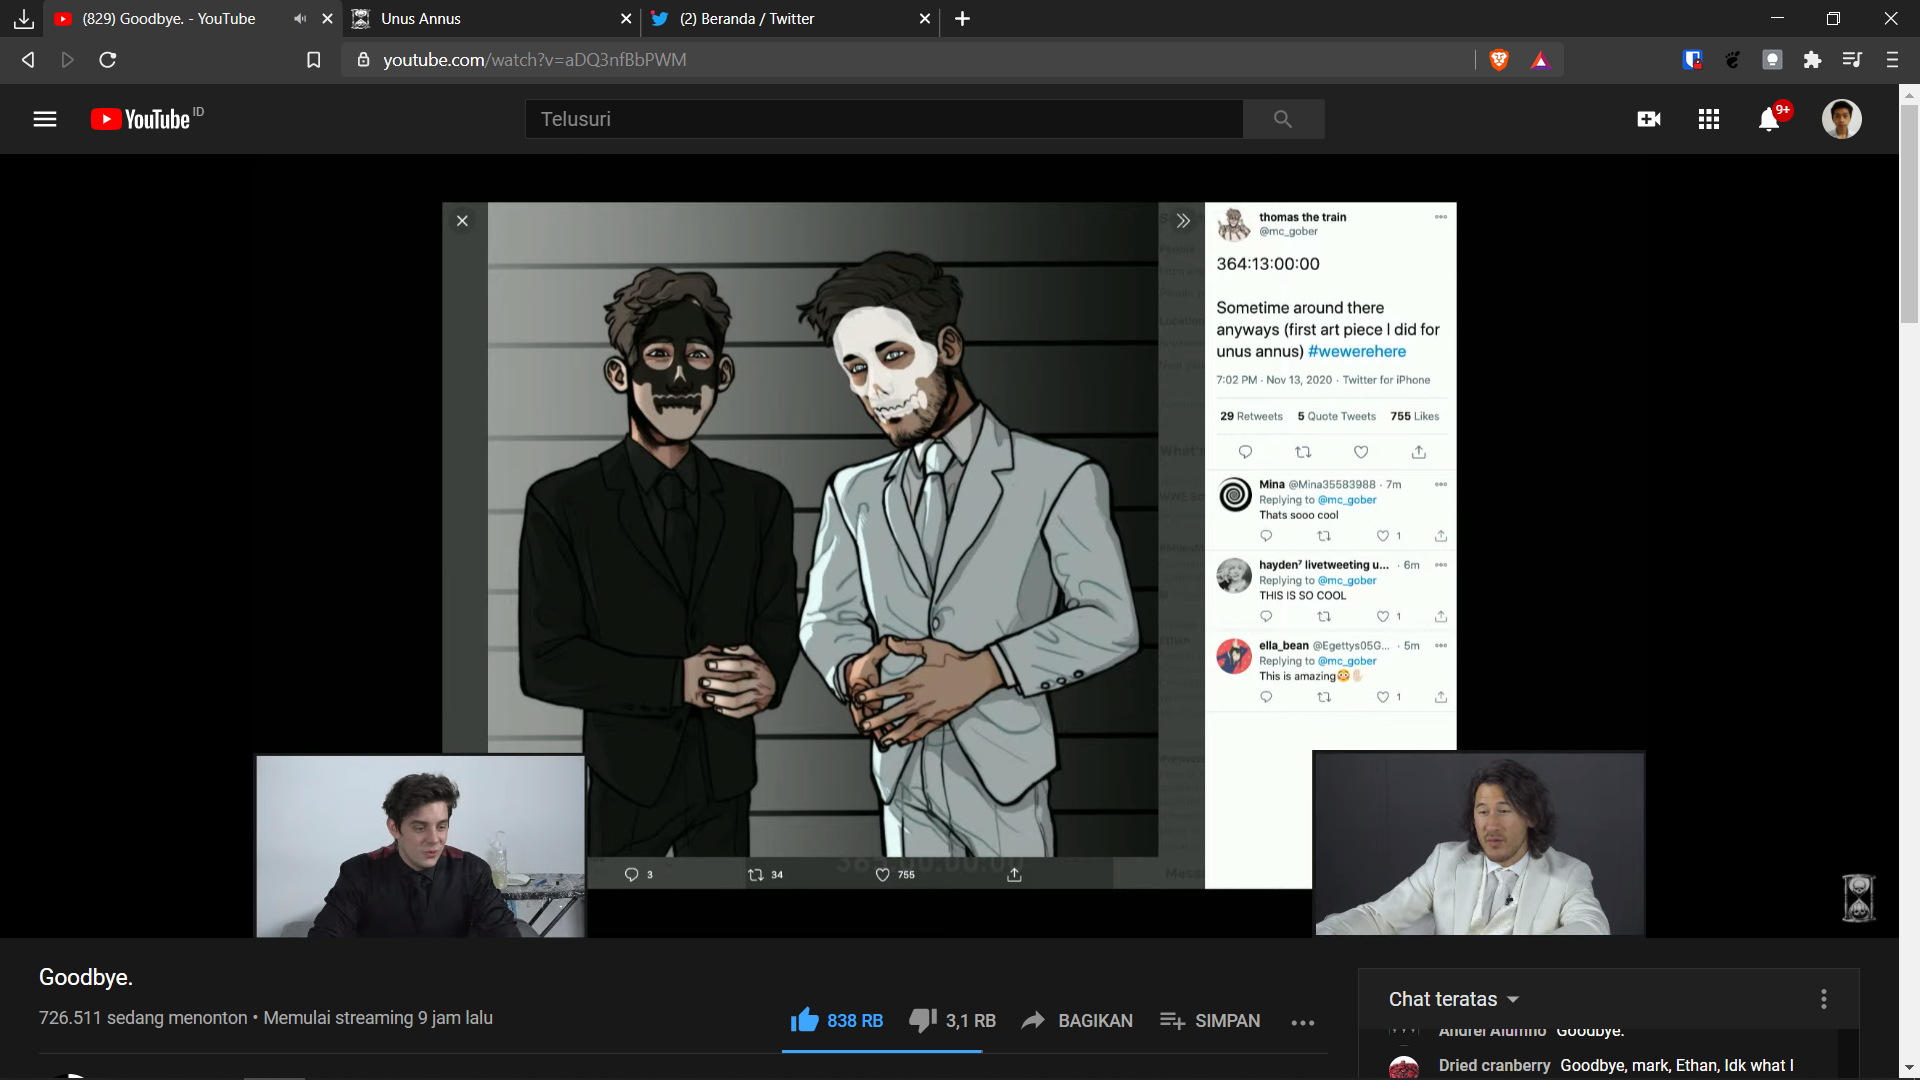 (829) Goodbye. - YouTube
Unus Annus
(2) Beranda / Twitter
youtube.com/watch?v=aDQ3nfBbPWM
YouTube ID
Telusuri
9+
thomas the train
@mc_gober
364:13:00:00
Sometime around there
anyways (first art piece I did for
unus annus) #wewerehere
7:02 PM · Nov 13, 2020 · Twitter for iPhone
29 Retweets 5 Quote Tweets 755 Likes
Mina @Mina35583988 · 7m
Replying to @mc_gober
Thats sooo cool
1
hayden⁷ livetweeting u... · 6m
Replying to @mc_gober
THIS IS SO COOL
1
ella_bean @Egettys05G... · 5m
Replying to @mc_gober
This is amazing😳✋🏻
1
3 34 755
Goodbye.
726.511 sedang menonton • Memulai streaming 9 jam lalu
838 RB 3,1 RB BAGIKAN SIMPAN
Chat teratas
Andrei Alumno Goodbye.
Dried cranberry Goodbye, mark, Ethan, Idk what I